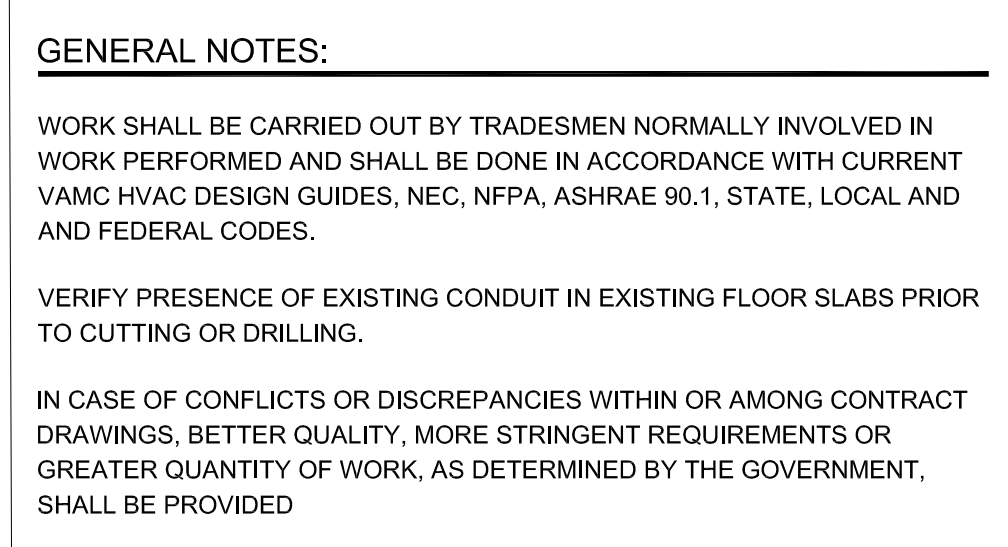 GENERAL NOTES:
WORK SHALL BE CARRIED OUT BY TRADESMEN NORMALLY INVOLVED IN
WORK PERFORMED AND SHALL BE DONE IN ACCORDANCE WITH CURRENT
VAMC HVAC DESIGN GUIDES, NEC, NFPA, ASHRAE 90.1, STATE, LOCAL AND
AND FEDERAL CODES.
VERIFY PRESENCE OF EXISTING CONDUIT IN EXISTING FLOOR SLABS PRIOR
TO CUTTING OR DRILLING.
IN CASE OF CONFLICTS OR DISCREPANCIES WITHIN OR AMONG CONTRACT
DRAWINGS, BETTER QUALITY, MORE STRINGENT REQUIREMENTS OR
GREATER QUANTITY OF WORK, AS DETERMINED BY THE GOVERNMENT,
SHALL BE PROVIDED